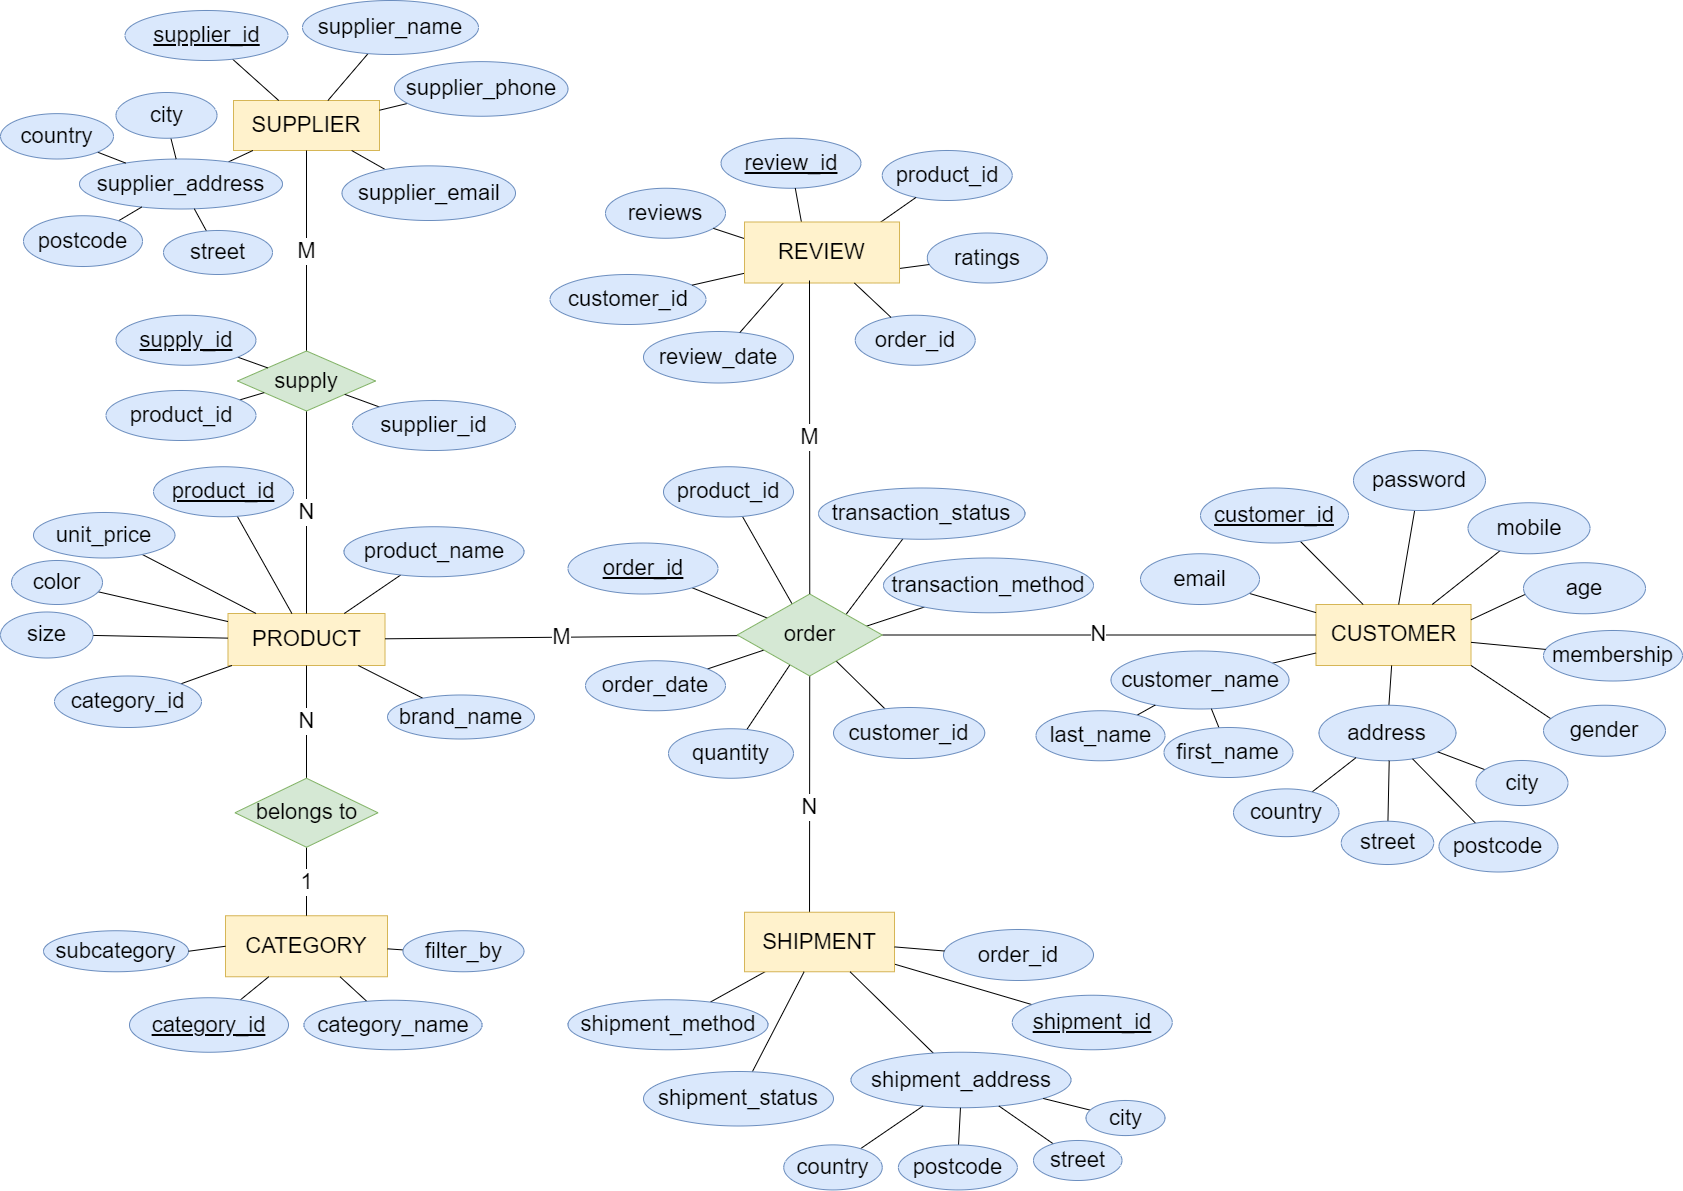 supplier_id
supplier_name
supplier_phone
SUPPLIER
city
country
supplier_address
supplier_email
postcode
street
M
supply_id
supply
product_id
supplier_id
N
review_id
product_id
reviews
REVIEW
ratings
customer_id
order_id
review_date
M
product_id
unit_price
product_name
color
size
PRODUCT
category_id
brand_name
M
N
belongs to
1
subcategory
CATEGORY
filter_by
category_id
category_name
product_id
transaction_status
order_id
transaction_method
order
order_date
quantity
customer_id
N
N
password
customer_id
mobile
email
age
CUSTOMER
membership
customer_name
last_name
first_name
address
gender
city
country
street
postcode
SHIPMENT
order_id
shipment_method
shipment_id
shipment_status
shipment_address
city
country
postcode
street